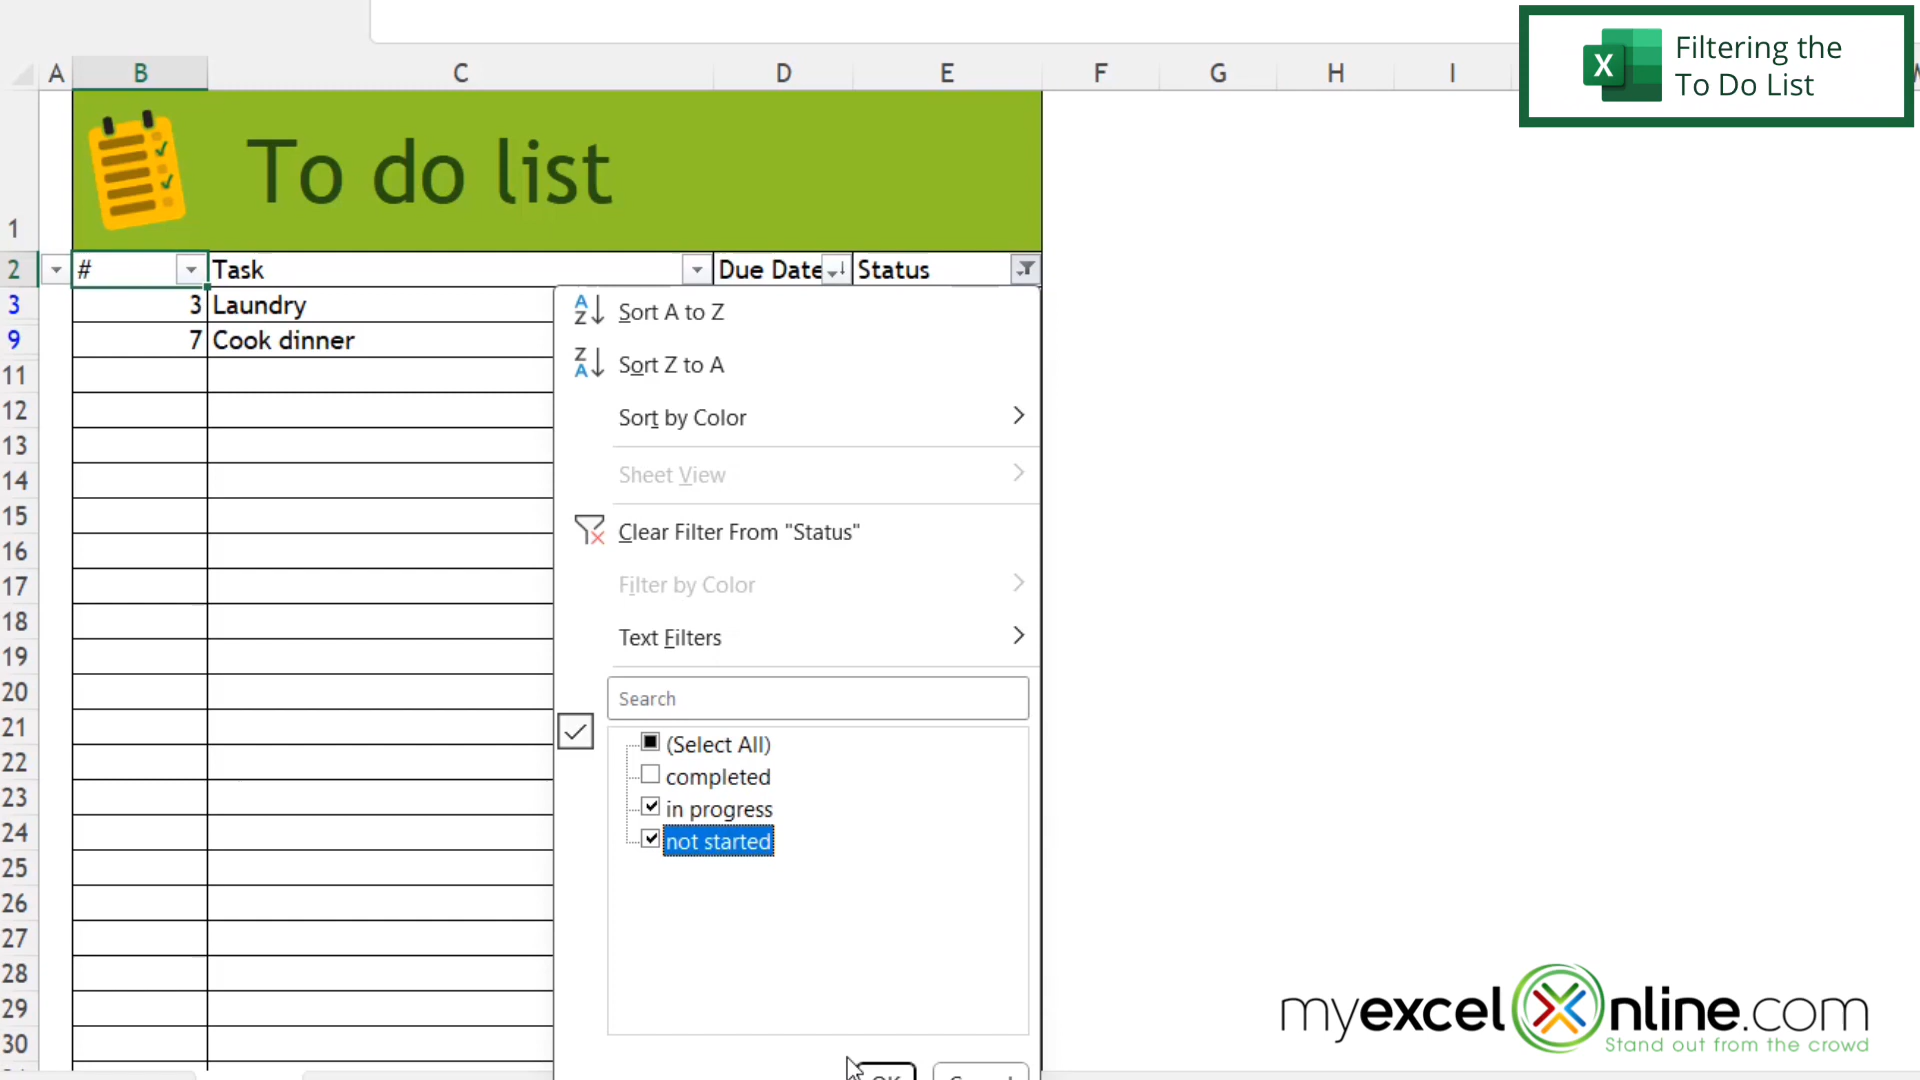 Filtering the
To Do List
A B C D E F G H I
1 To do list
2 # Task Due Date Status
3 3 Laundry
9 7 Cook dinner
11
12
13
14
15
16
17
18
19
20
21
22
23
24
25
26
27
28
29
30
Sort A to Z
Sort Z to A
Sort by Color
Sheet View
Clear Filter From "Status"
Filter by Color
Text Filters
Search
(Select All)
completed
in progress
not started
myexcelonline.com
Stand out from the crowd